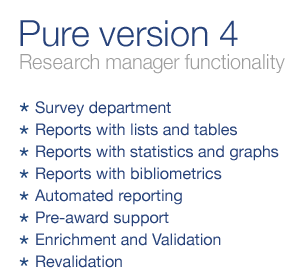 Pure version 4
Research manager functionality
* Survey department
* Reports with lists and tables
* Reports with statistics and graphs
* Reports with bibliometrics
* Automated reporting
* Pre-award support
* Enrichment and Validation
* Revalidation